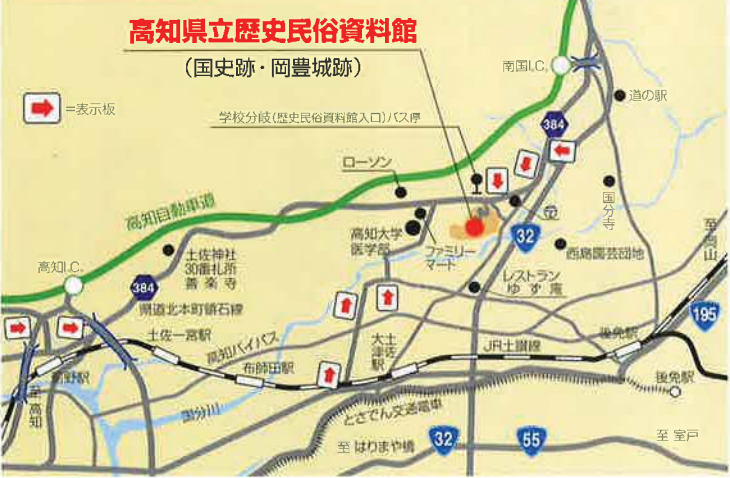 高知県立歴史民俗資料館
(国史跡・岡豊城跡)
=表示板
学校分岐(歴史民俗資料館入口)バス停
南国I.C.
道の駅
384
ローソン
高知自動車道
国分寺
至岡山
32
高知大学
医学部
ファミリー
マート
西島園芸団地
土佐神社
30番札所
善楽寺
高知I.C.
384
県道北本町領石線
レストラン
ゆず庵
195
土佐一宮駅
高知バイパス
布師田駅
土佐
大津駅
JR土讃線
後免駅
後免駅
至高知
国分川
とさでん交通電車
至 はりまや橋
32
55
至 室戸